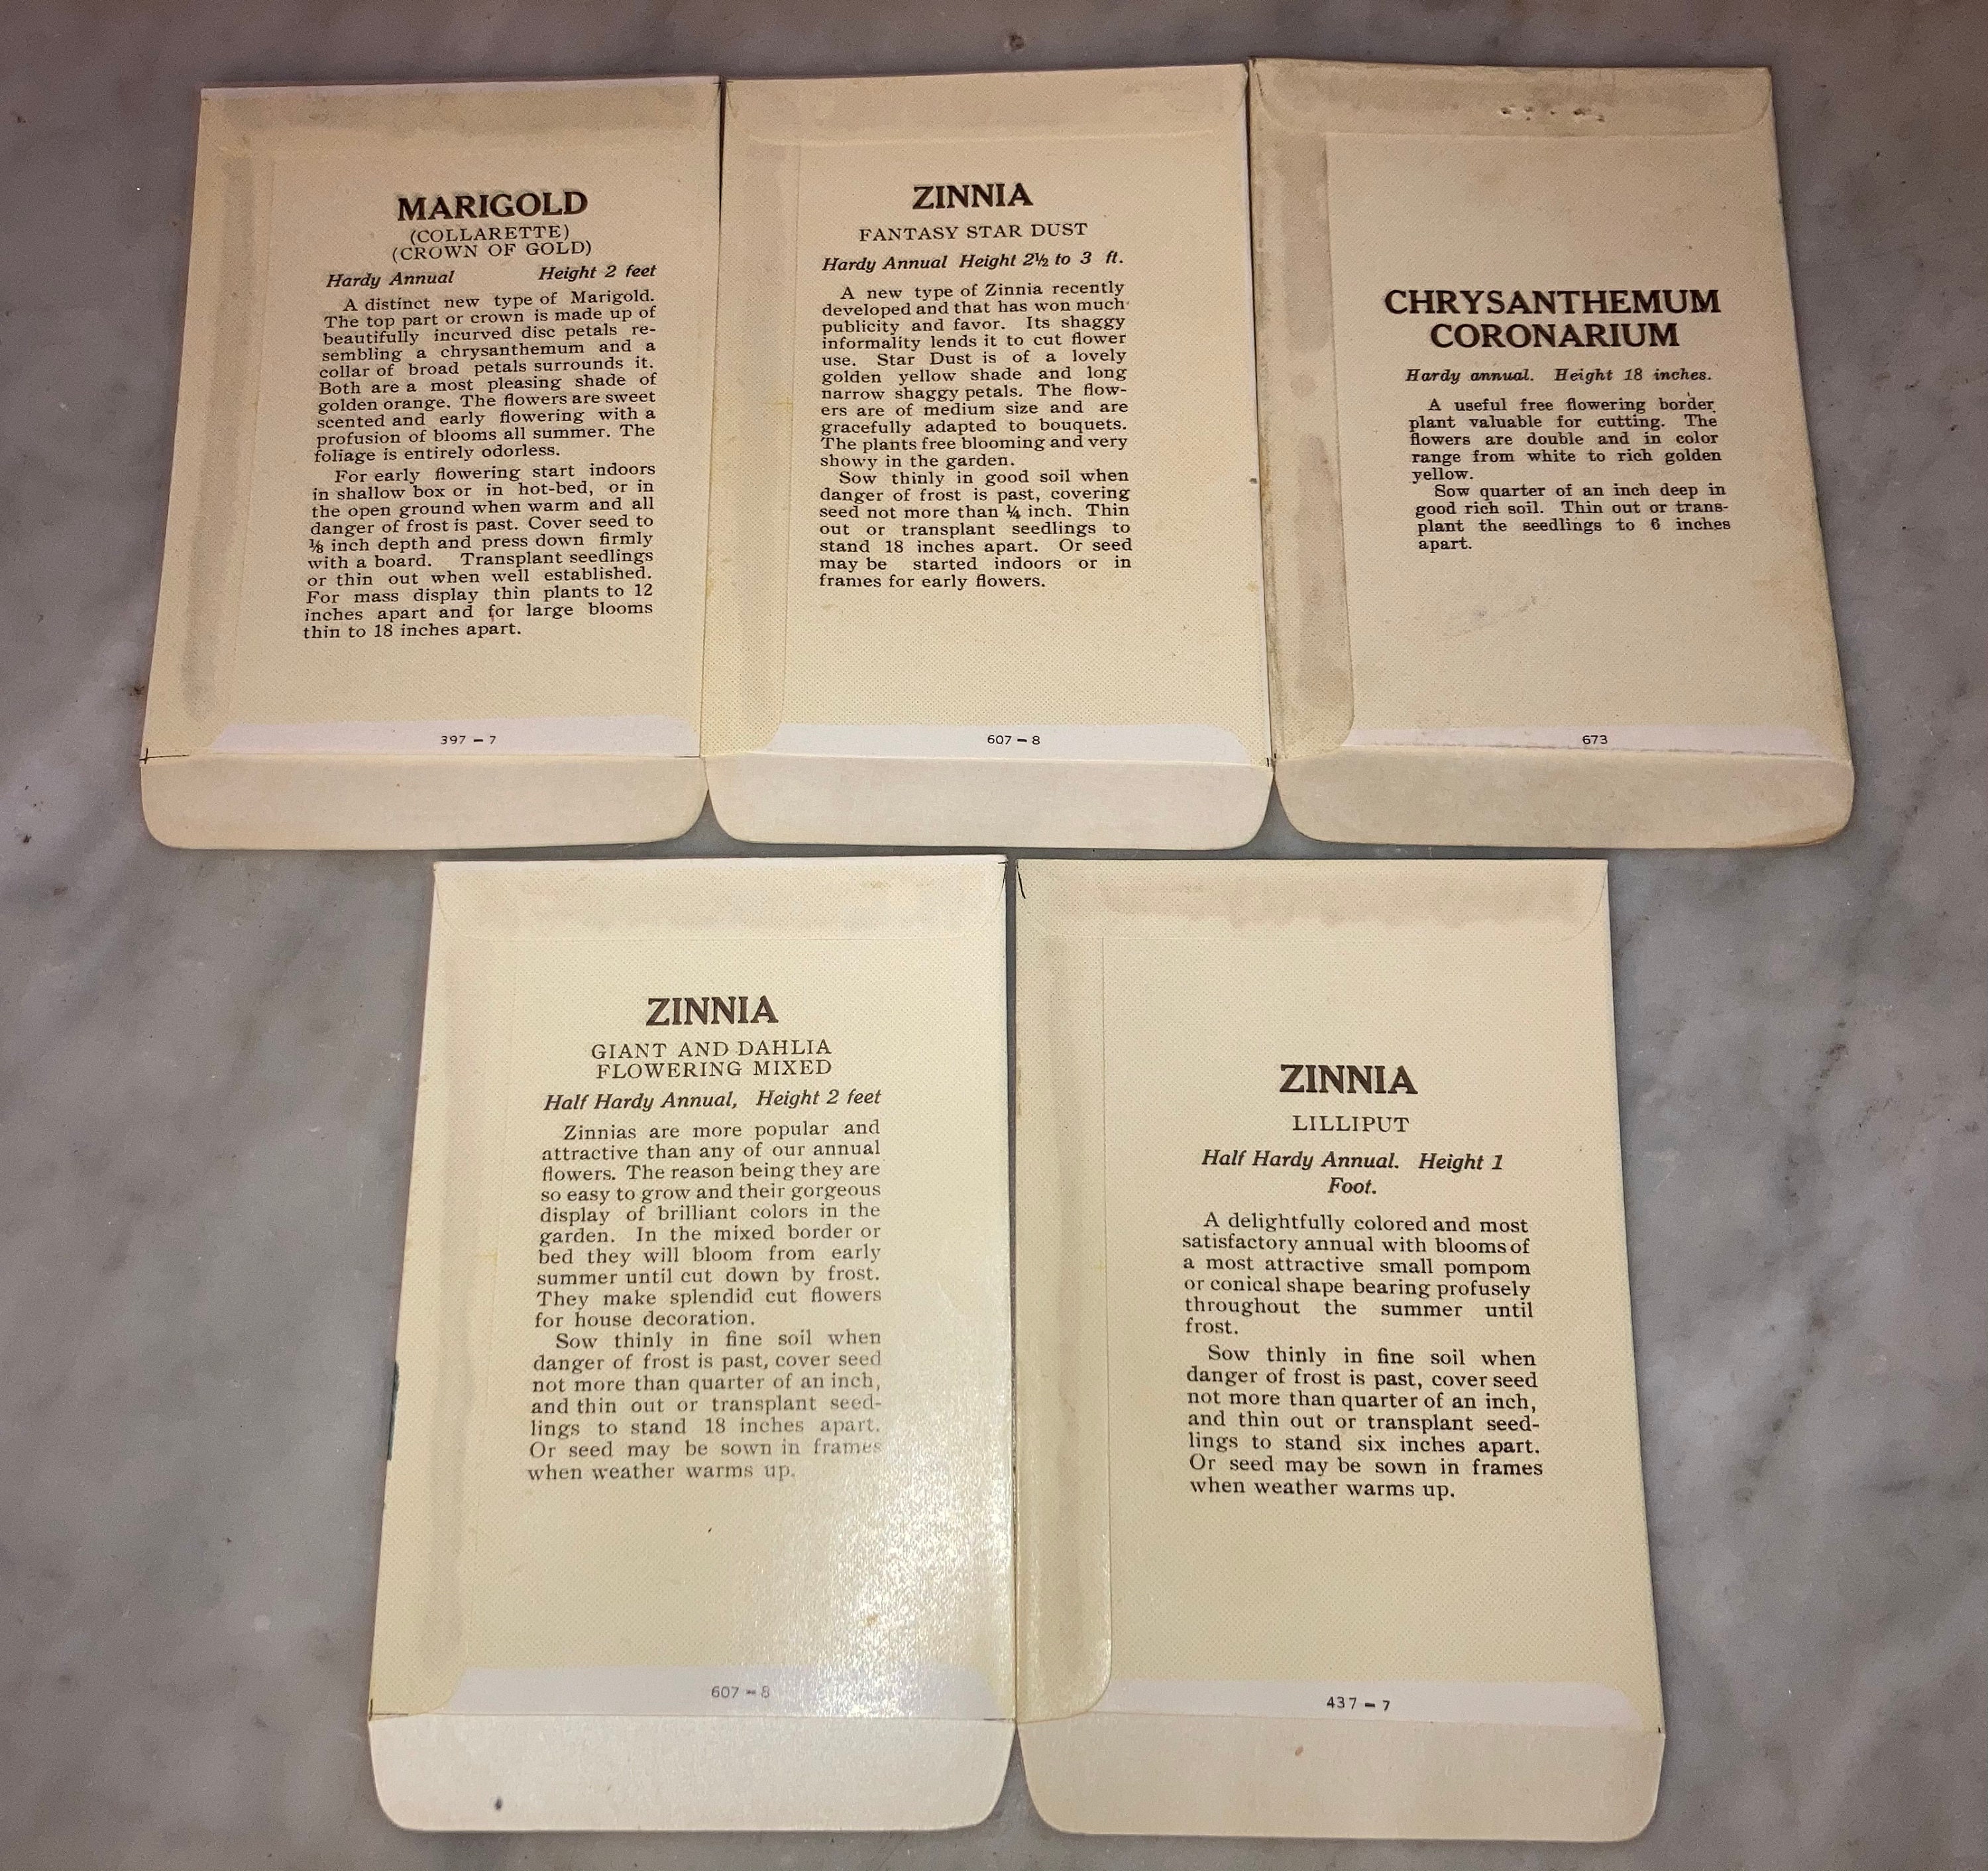 MARIGOLD
(COLLARETTE)
(CROWN OF GOLD)
Hardy Annual Height 2 feet
A distinct new type of Marigold.
The top part or crown is made up of
beautifully incurved disc petals re-
sembling a chrysanthemum and a
collar of broad petals surrounds it.
Both are a most pleasing shade of
golden orange. The flowers are sweet
scented and early flowering with a
profusion of blooms all summer. The
foliage is entirely odorless.
For early flowering start indoors
in shallow box or in hot-bed, or in
the open ground when warm and all
danger of frost is past. Cover seed to
⅛ inch depth and press down firmly
with a board. Transplant seedlings
or thin out when well established.
For mass display thin plants to 12
inches apart and for large blooms
thin to 18 inches apart.
397 - 7
ZINNIA
FANTASY STAR DUST
Hardy Annual Height 2½ to 3 ft.
A new type of Zinnia recently
developed and that has won much
publicity and favor. Its shaggy
informality lends it to cut flower
use. Star Dust is of a lovely
golden yellow shade and long
narrow shaggy petals. The flow-
ers are of medium size and are
gracefully adapted to bouquets.
The plants free blooming and very
showy in the garden.
Sow thinly in good soil when
danger of frost is past, covering
seed not more than ¼ inch. Thin
out or transplant seedlings to
stand 18 inches apart. Or seed
may be started indoors or in
frames for early flowers.
607 - 8
CHRYSANTHEMUM
CORONARIUM
Hardy annual. Height 18 inches.
A useful free flowering border
plant valuable for cutting. The
flowers are double and in color
range from white to rich golden
yellow.
Sow quarter of an inch deep in
good rich soil. Thin out or trans-
plant the seedlings to 6 inches
apart.
673
ZINNIA
GIANT AND DAHLIA
FLOWERING MIXED
Half Hardy Annual, Height 2 feet
Zinnias are more popular and
attractive than any of our annual
flowers. The reason being they are
so easy to grow and their gorgeous
display of brilliant colors in the
garden. In the mixed border or
bed they will bloom from early
summer until cut down by frost.
They make splendid cut flowers
for house decoration.
Sow thinly in fine soil when
danger of frost is past, cover seed
not more than quarter of an inch,
and thin out or transplant seed-
lings to stand 18 inches apart.
Or seed may be sown in frames
when weather warms up.
607 - 8
ZINNIA
LILLIPUT
Half Hardy Annual. Height 1
Foot.
A delightfully colored and most
satisfactory annual with blooms of
a most attractive small pompom
or conical shape bearing profusely
throughout the summer until
frost.
Sow thinly in fine soil when
danger of frost is past, cover seed
not more than quarter of an inch,
and thin out or transplant seed-
lings to stand six inches apart.
Or seed may be sown in frames
when weather warms up.
437 - 7